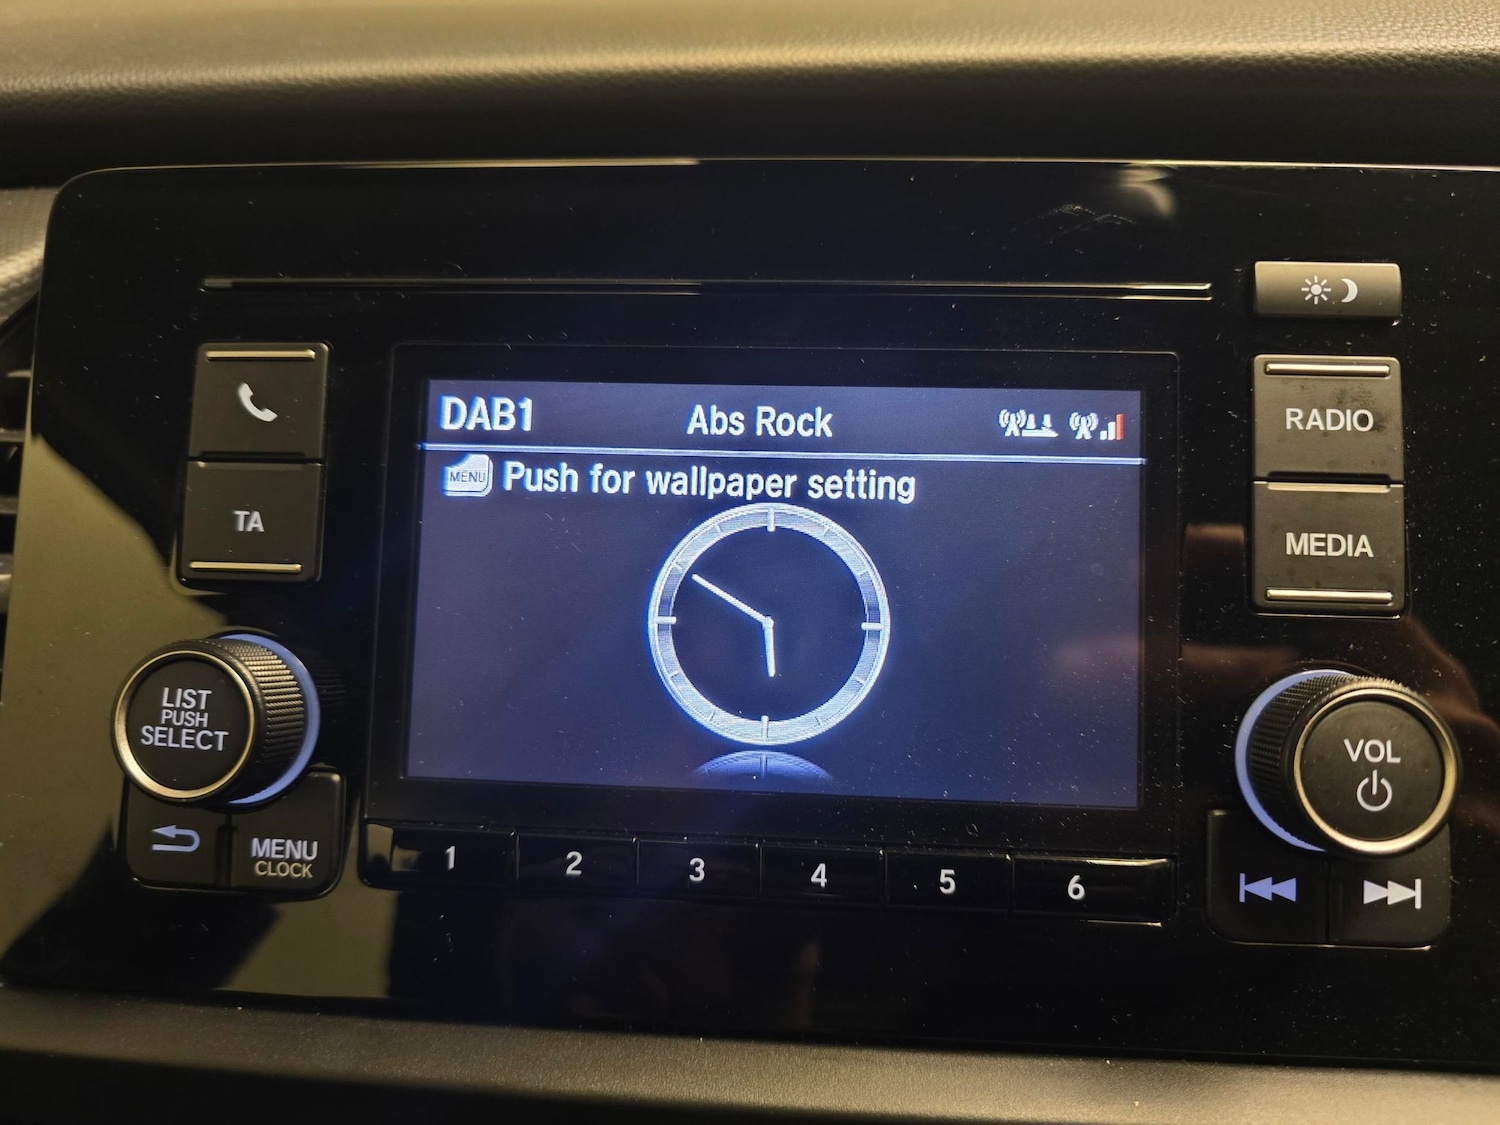 DAB1 Abs Rock
MENU Push for wallpaper setting
TA
RADIO
MEDIA
LIST
PUSH
SELECT
MENU
CLOCK
VOL
1 2 3 4 5 6